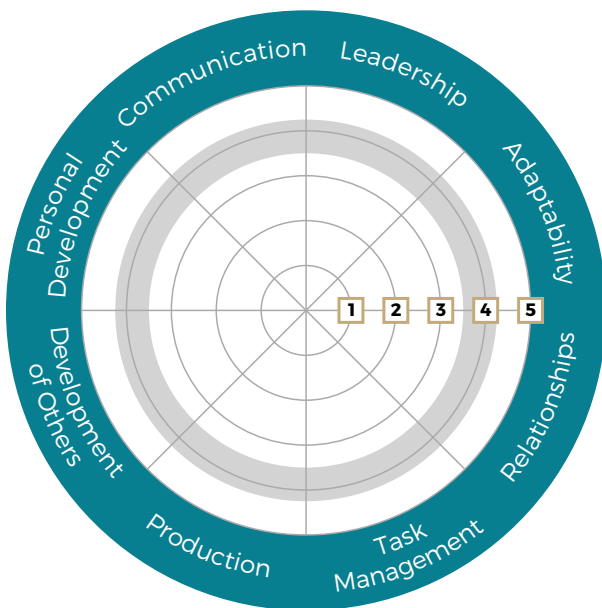 Communication
Leadership
Personal
Development
Adaptability
1 2 3 4 5
Development
of Others
Relationships
Production
Task
Management